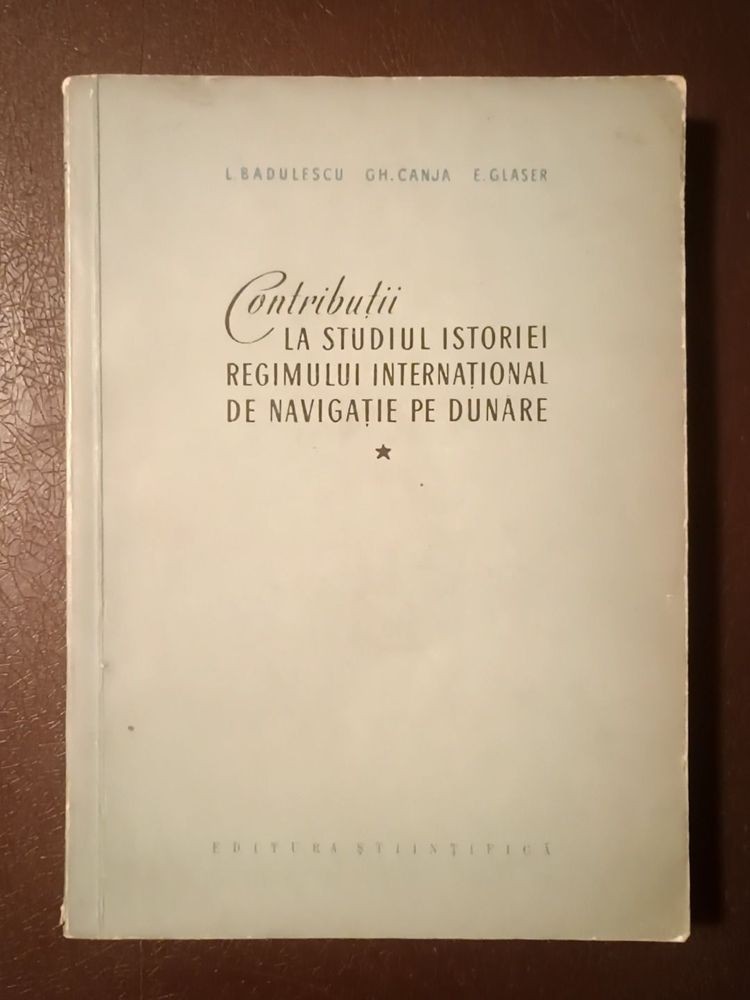 L. BADULESCU GH. CANJA E. GLASER
Contribuții
LA STUDIUL ISTORIEI
REGIMULUI INTERNAȚIONAL
DE NAVIGAȚIE PE DUNARE
EDITURA ȘTIINȚIFICĂ